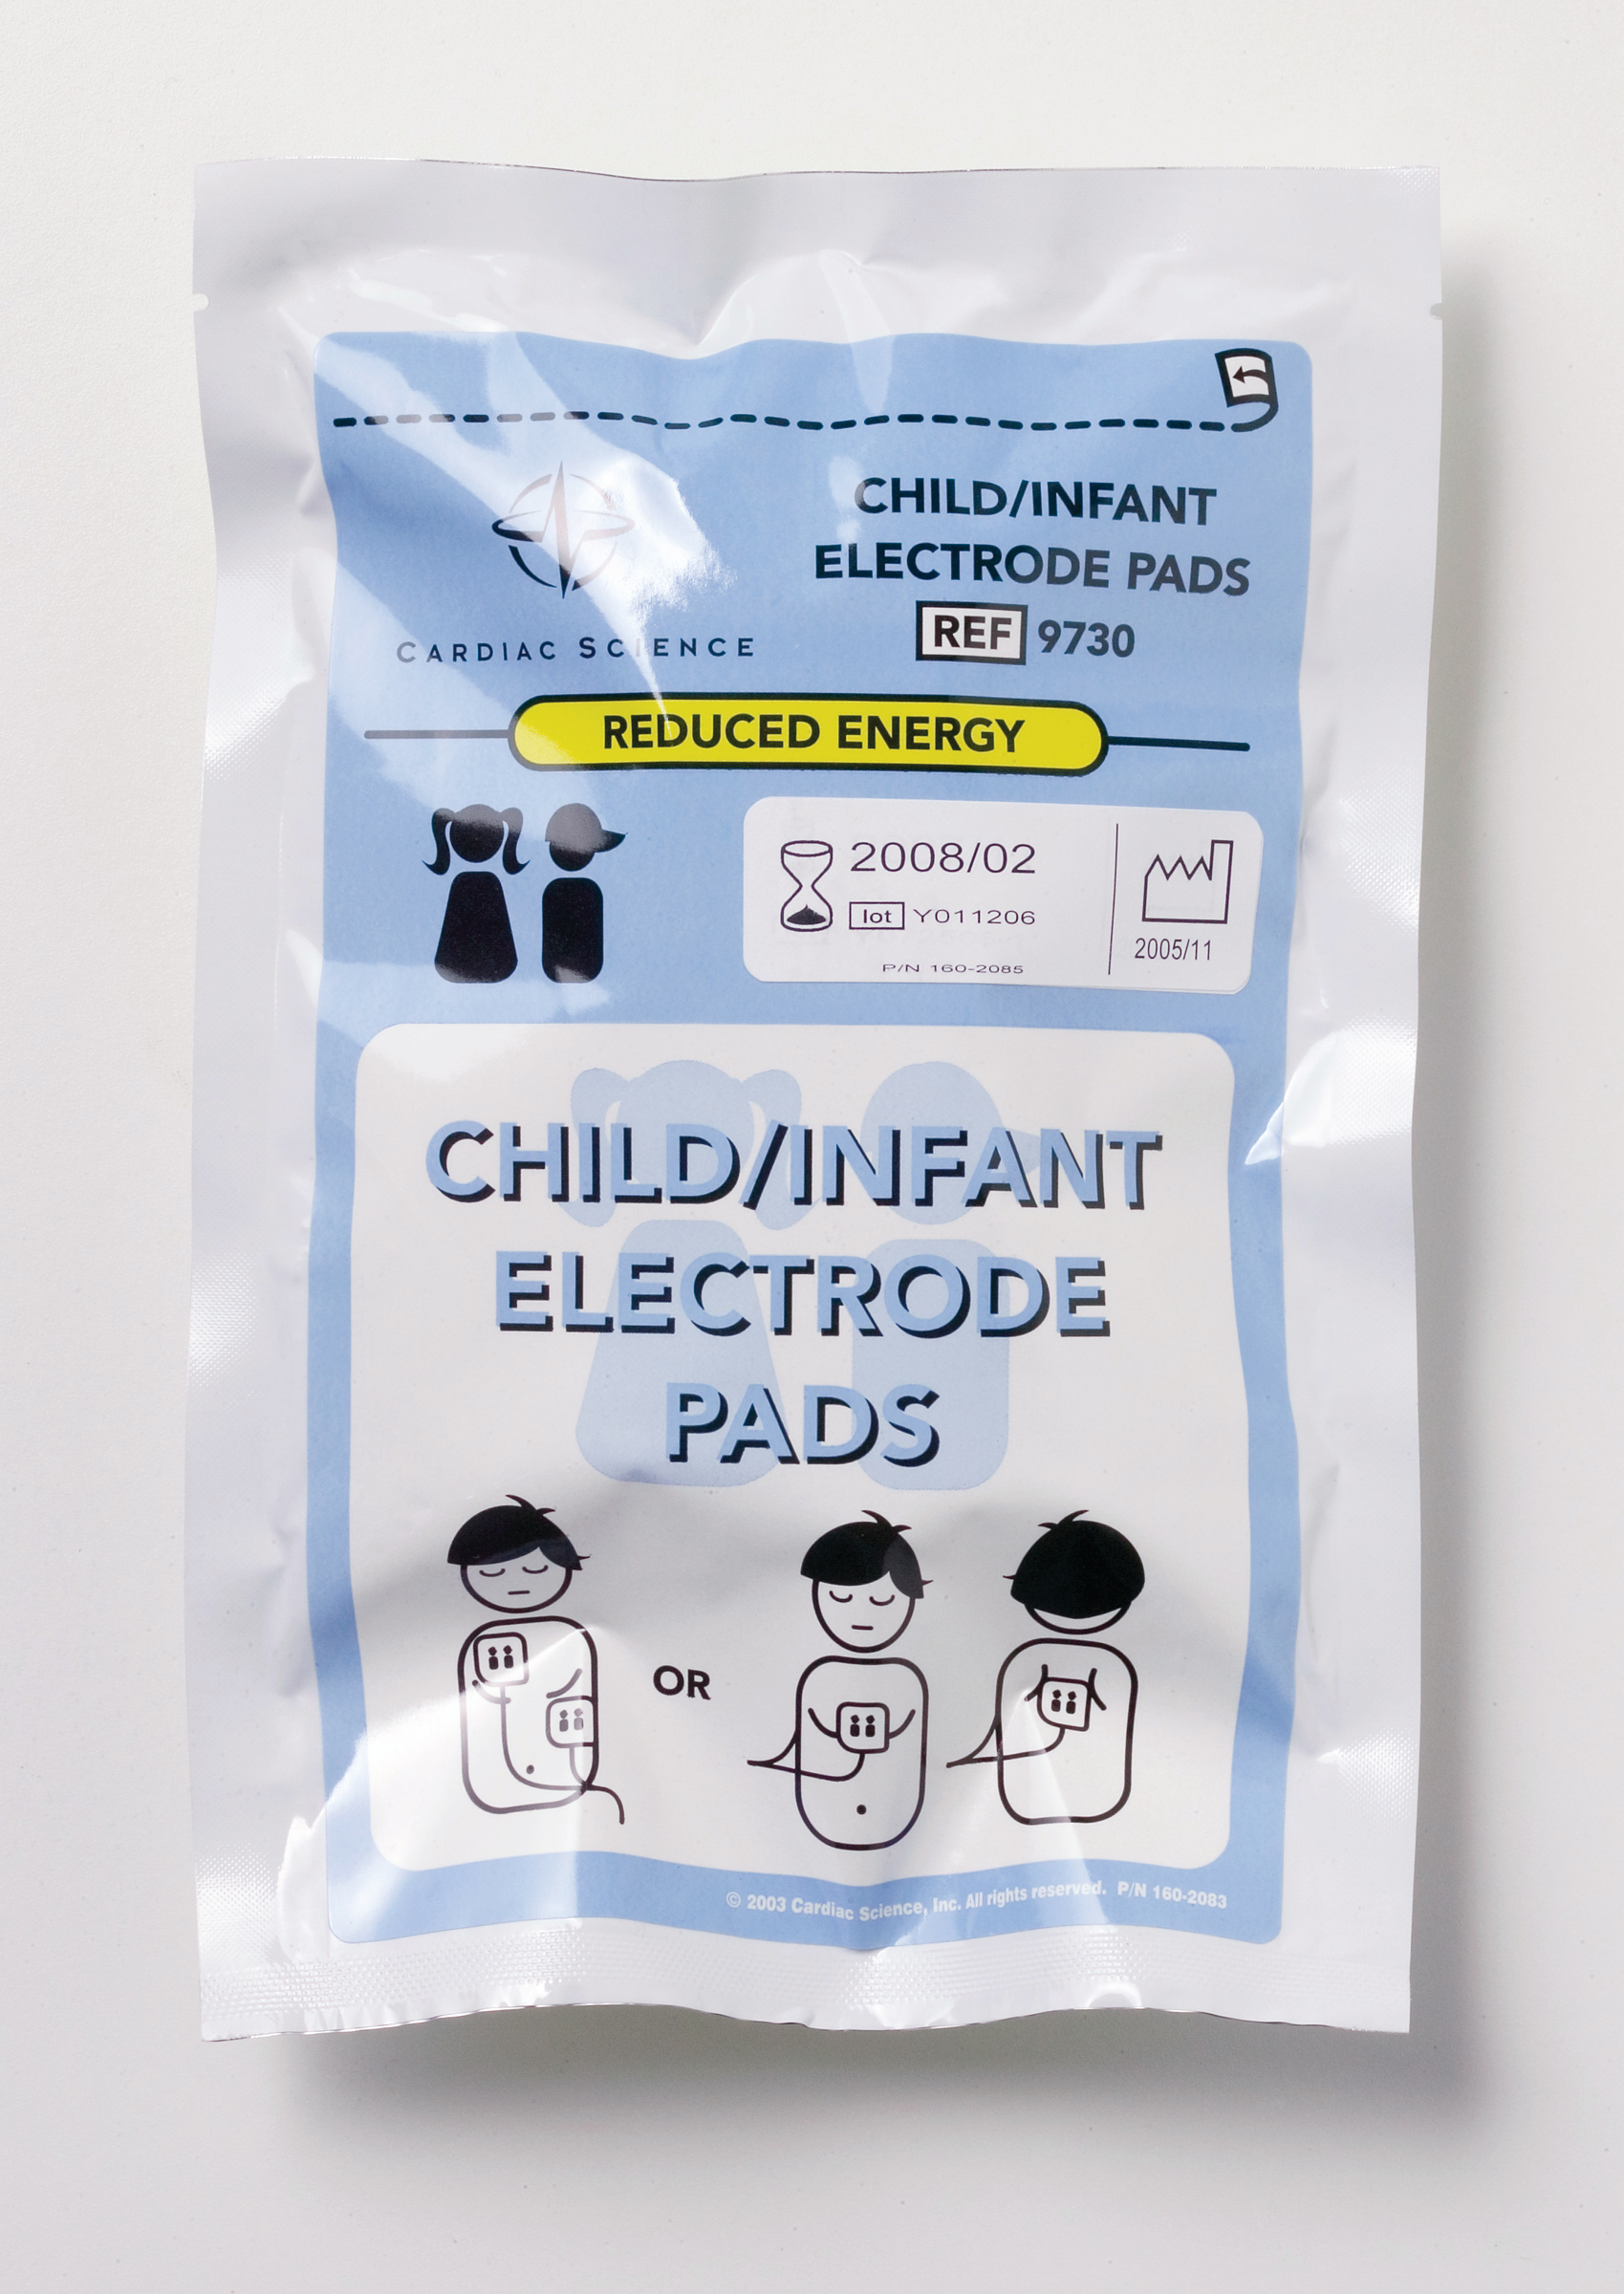 CARDIAC SCIENCE
CHILD/INFANT
ELECTRODE PADS
REF 9730
REDUCED ENERGY
2008/02
lot Y011206
P/N 160-2085
2005/11
CHILD/INFANT
ELECTRODE
PADS
OR
© 2003 Cardiac Science, Inc. All rights reserved. P/N 160-2083